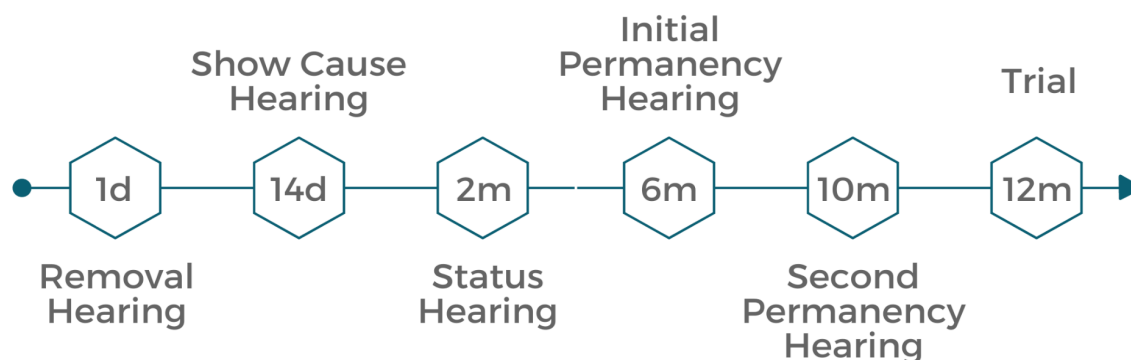 Initial
Show Cause
Permanency
Trial
Hearing
Hearing
1d
14d
2m
6m
10m
12m
Removal
Status
Second
Hearing
Hearing
Permanency
Hearing